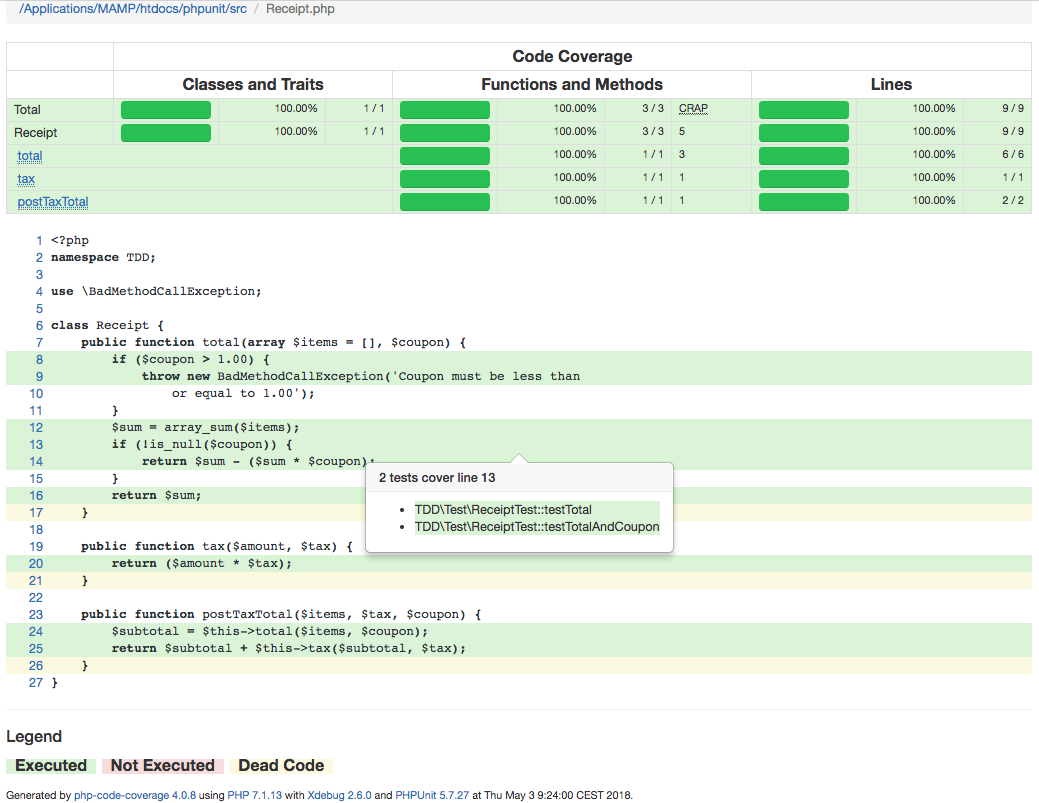 /Applications/MAMP/htdocs/phpunit/src / Receipt.php
Code Coverage
Classes and Traits Functions and Methods Lines
Total 100.00% 1 / 1 100.00% 3 / 3 CRAP 100.00% 9 / 9
Receipt 100.00% 1 / 1 100.00% 3 / 3 5 100.00% 9 / 9
total 100.00% 1 / 1 3 100.00% 6 / 6
tax 100.00% 1 / 1 1 100.00% 1 / 1
postTaxTotal 100.00% 1 / 1 1 100.00% 2 / 2
1 <?php
2 namespace TDD;
3
4 use \BadMethodCallException;
5
6 class Receipt {
7     public function total(array $items = [], $coupon) {
8         if ($coupon > 1.00) {
9             throw new BadMethodCallException('Coupon must be less than
10                 or equal to 1.00');
11         }
12         $sum = array_sum($items);
13         if (!is_null($coupon)) {
14             return $sum - ($sum * $coupon);
15         }
16         return $sum;
17     }
18
19     public function tax($amount, $tax) {
20         return ($amount * $tax);
21     }
22
23     public function postTaxTotal($items, $tax, $coupon) {
24         $subtotal = $this->total($items, $coupon);
25         return $subtotal + $this->tax($subtotal, $tax);
26     }
27 }
2 tests cover line 13
• TDD\Test\ReceiptTest::testTotal
• TDD\Test\ReceiptTest::testTotalAndCoupon
Legend
Executed Not Executed Dead Code
Generated by php-code-coverage 4.0.8 using PHP 7.1.13 with Xdebug 2.6.0 and PHPUnit 5.7.27 at Thu May 3 9:24:00 CEST 2018.